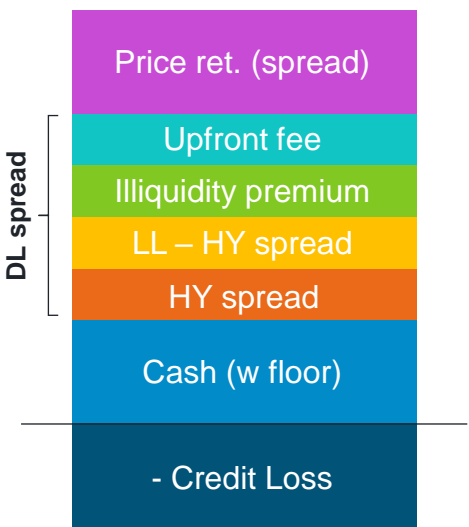 Price ret. (spread)
Upfront fee
Illiquidity premium
LL – HY spread
HY spread
DL spread
Cash (w floor)
- Credit Loss